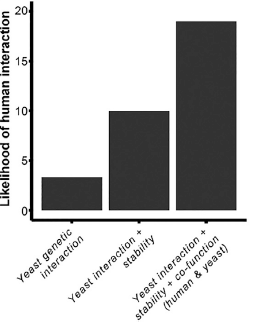 Likelihood of human interaction
20
15
10
5
0
Yeast genetic
interaction
Yeast interaction +
stability
Yeast interaction +
stability + co-function
(human & yeast)